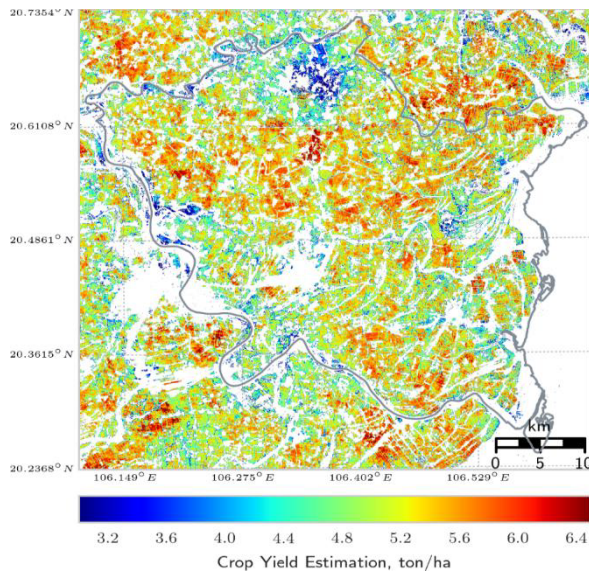 20.7354° N
20.6108° N
20.4861° N
20.3615° N
20.2368° N
106.149° E 106.275° E 106.402° E 106.529° E
km
0 5 10
3.2 3.6 4.0 4.4 4.8 5.2 5.6 6.0 6.4
Crop Yield Estimation, ton/ha